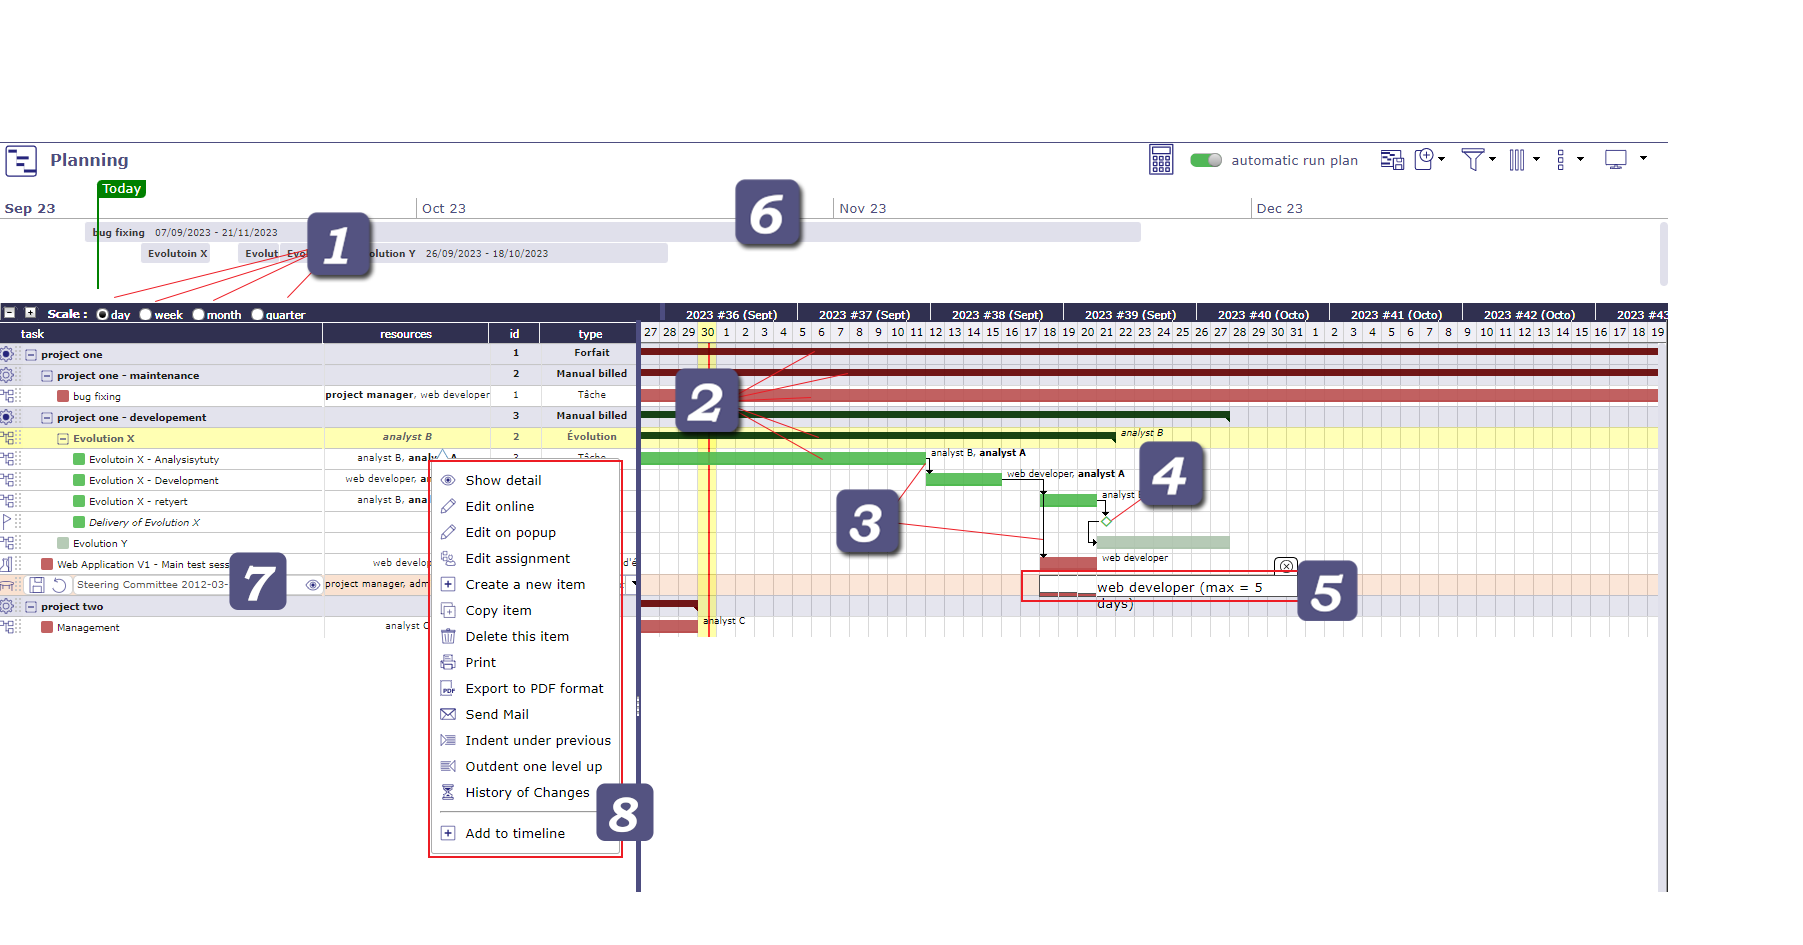 Planning
automatic run plan
Today
Sep 23 Oct 23 Nov 23 Dec 23
6
bug fixing 07/09/2023 - 21/11/2023
1
Evolutoin X Evolut Evo olution Y 26/09/2023 - 18/10/2023
Scale : day week month quarter
2023 #36 (Sept) 2023 #37 (Sept) 2023 #38 (Sept) 2023 #39 (Sept) 2023 #40 (Octo) 2023 #41 (Octo) 2023 #42 (Octo) 2023 #43
task resources id type
27 28 29 30 1 2 3 4 5 6 7 8 9 10 11 12 13 14 15 16 17 18 19 20 21 22 23 24 25 26 27 28 29 30 31 1 2 3 4 5 6 7 8 9 10 11 12 13 14 15 16 17 18 19
project one 1 Forfait
project one - maintenance 2 Manual billed
bug fixing project manager, web developer 1 Tâche
2
project one - developement 3 Manual billed
Evolution X analyst B 2 Évolution analyst B
Evolutoin X - Analysisytuty analyst B, analyst A 3 Tâche analyst B, analyst A
Evolution X - Development web developer, an web developer, analyst A
4
Evolution X - retyert analyst B, anal analyst B
3
Delivery of Evolution X
Evolution Y
Web Application V1 - Main test sess web develop d'é web developer
7
Steering Committee 2012-03- project manager, adm web developer (max = 5
days)
5
project two
Management analyst C analyst C
Show detail
Edit online
Edit on popup
Edit assignment
Create a new item
Copy item
Delete this item
Print
PDF Export to PDF format
Send Mail
Indent under previous
Outdent one level up
History of Changes
8
Add to timeline